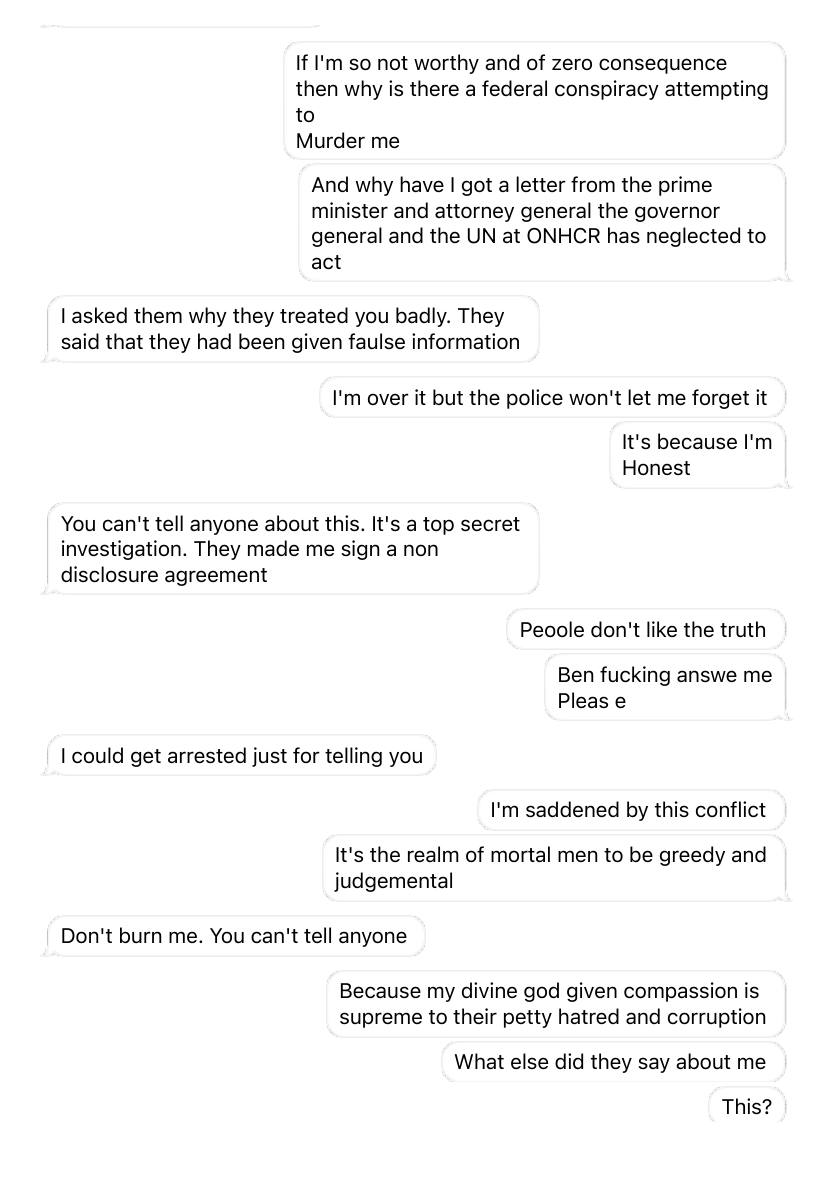 If I'm so not worthy and of zero consequence
then why is there a federal conspiracy attempting
to
Murder me
And why have I got a letter from the prime
minister and attorney general the governor
general and the UN at ONHCR has neglected to
act
I asked them why they treated you badly. They
said that they had been given faulse information
I'm over it but the police won't let me forget it
It's because I'm
Honest
You can't tell anyone about this. It's a top secret
investigation. They made me sign a non
disclosure agreement
Peoole don't like the truth
Ben fucking answe me
Pleas e
I could get arrested just for telling you
I'm saddened by this conflict
It's the realm of mortal men to be greedy and
judgemental
Don't burn me. You can't tell anyone
Because my divine god given compassion is
supreme to their petty hatred and corruption
What else did they say about me
This?